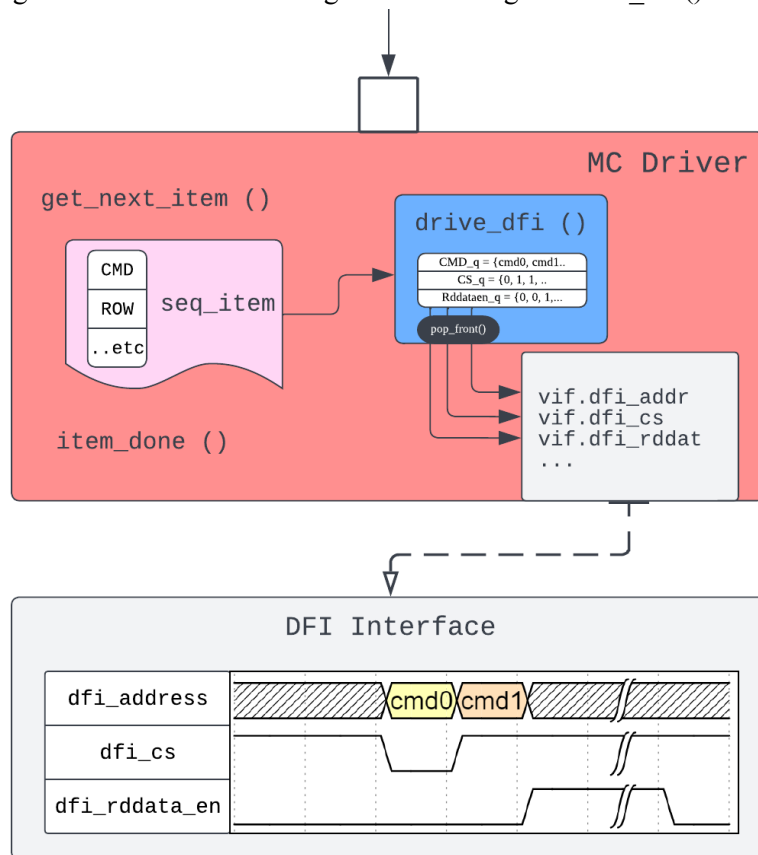 MC Driver
get_next_item ()
drive_dfi ()
CMD_q = {cmd0, cmd1..
CS_q = {0, 1, 1, ..
Rddataen_q = {0, 0, 1,...
pop_front()
CMD
ROW
..etc
seq_item
vif.dfi_addr
vif.dfi_cs
vif.dfi_rddat
...
item_done ()
DFI Interface
dfi_address
cmd0
cmd1
dfi_cs
dfi_rddata_en